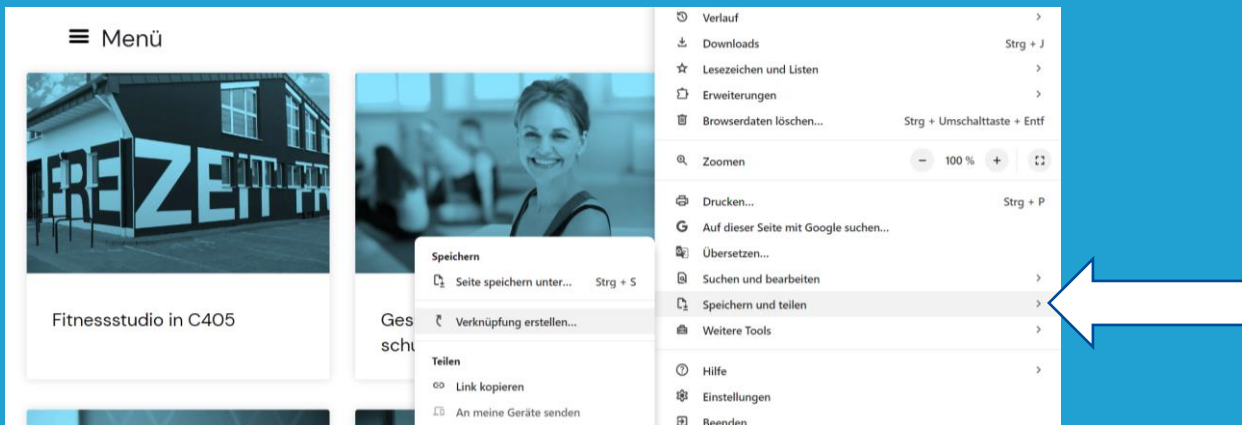 Menü
FREIZEIT
Fitnessstudio in C405
Ges
schu
Speichern
Seite speichern unter... Strg + S
Verknüpfung erstellen...
Teilen
Link kopieren
An meine Geräte senden
Verlauf
Downloads Strg + J
Lesezeichen und Listen
Erweiterungen
Browserdaten löschen... Strg + Umschalttaste + Entf
Zoomen - 100 % +
Drucken... Strg + P
G Auf dieser Seite mit Google suchen...
Übersetzen...
Suchen und bearbeiten
Speichern und teilen
Weitere Tools
Hilfe
Einstellungen
Beenden